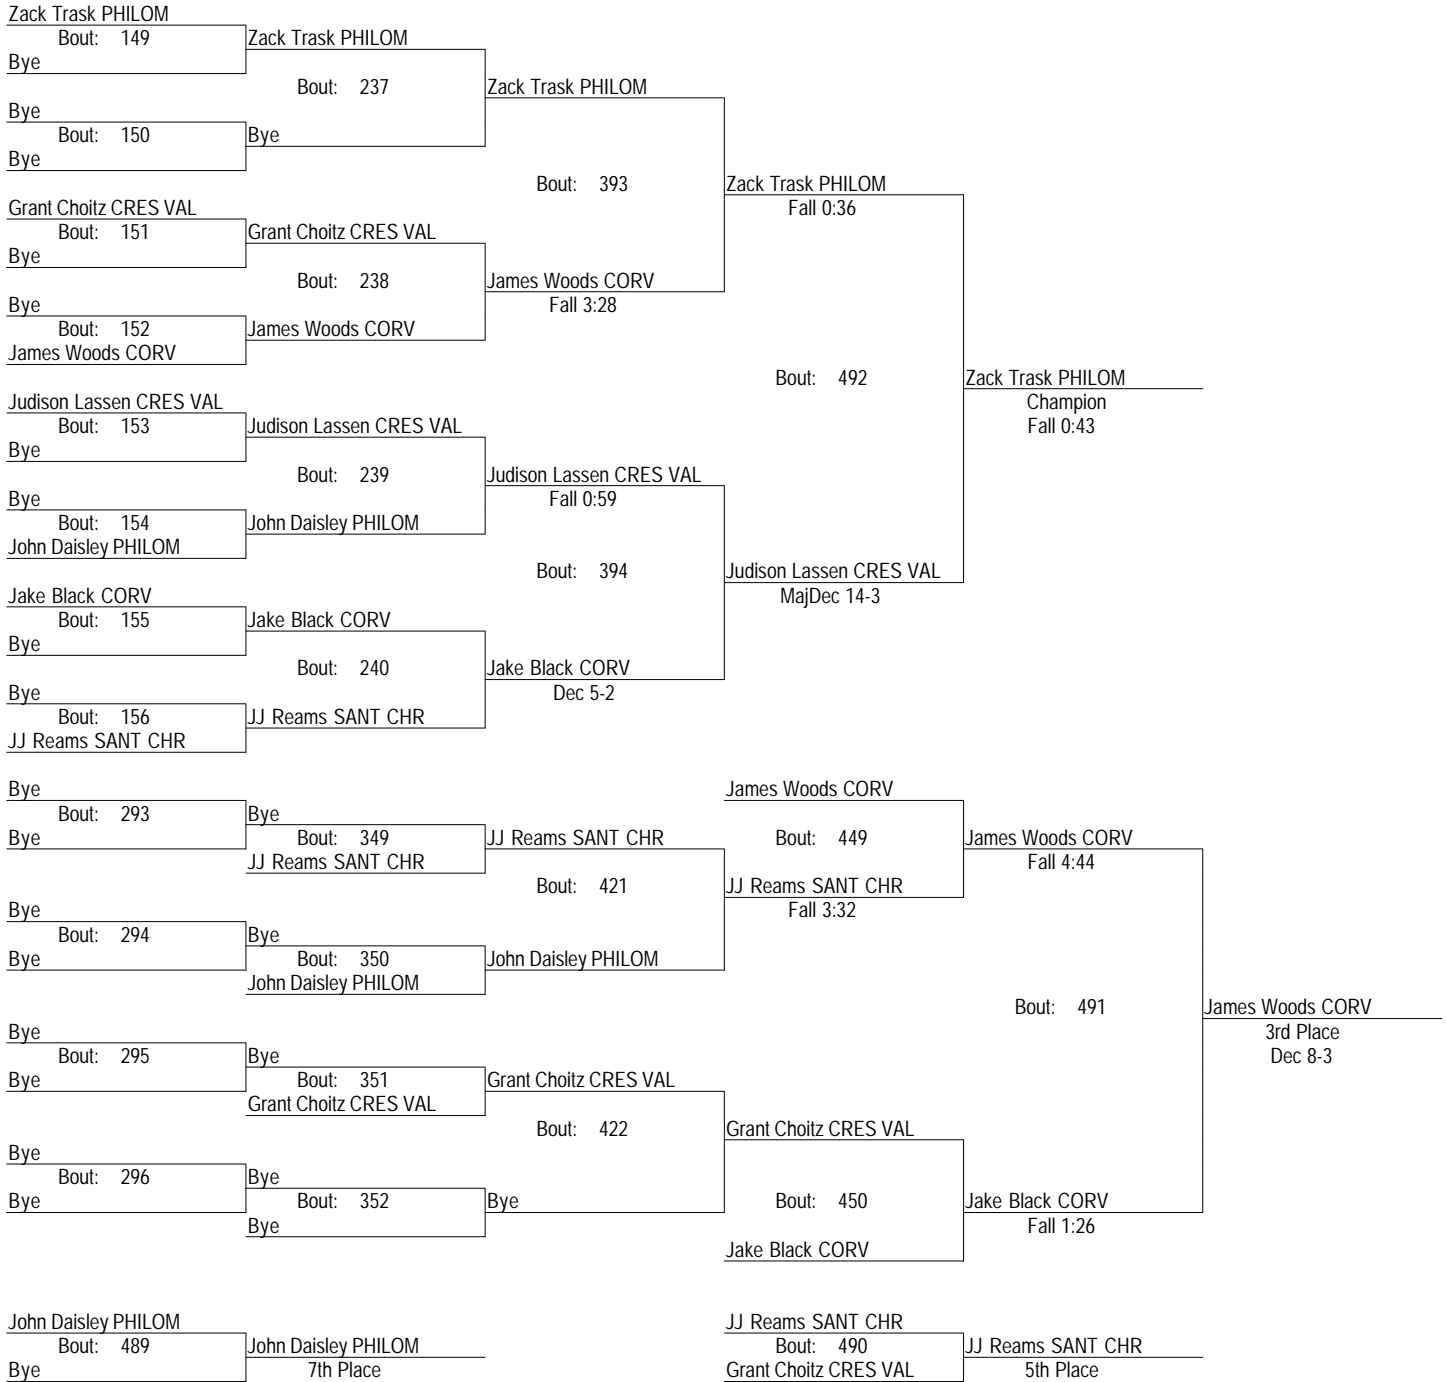 Zack Trask PHILOM
Bout: 149
Zack Trask PHILOM
Bye
Bout: 237
Zack Trask PHILOM
Bye
Bout: 150
Bye
Bye
Bout: 393
Zack Trask PHILOM
Fall 0:36
Grant Choitz CRES VAL
Bout: 151
Grant Choitz CRES VAL
Bye
Bout: 238
James Woods CORV
Fall 3:28
Bye
Bout: 152
James Woods CORV
James Woods CORV
Bout: 492
Zack Trask PHILOM
Champion
Fall 0:43
Judison Lassen CRES VAL
Bout: 153
Judison Lassen CRES VAL
Bye
Bout: 239
Judison Lassen CRES VAL
Fall 0:59
Bye
Bout: 154
John Daisley PHILOM
John Daisley PHILOM
Bout: 394
Judison Lassen CRES VAL
MajDec 14-3
Jake Black CORV
Bout: 155
Jake Black CORV
Bye
Bout: 240
Jake Black CORV
Dec 5-2
Bye
Bout: 156
JJ Reams SANT CHR
JJ Reams SANT CHR
Bye
Bout: 293
Bye
Bye
Bout: 349
JJ Reams SANT CHR
JJ Reams SANT CHR
James Woods CORV
Bout: 449
James Woods CORV
Fall 4:44
Bout: 421
JJ Reams SANT CHR
Fall 3:32
Bye
Bout: 294
Bye
Bye
Bout: 350
John Daisley PHILOM
John Daisley PHILOM
Bout: 491
James Woods CORV
3rd Place
Dec 8-3
Bye
Bout: 295
Bye
Bye
Bout: 351
Grant Choitz CRES VAL
Grant Choitz CRES VAL
Bout: 422
Grant Choitz CRES VAL
Bye
Bout: 296
Bye
Bye
Bout: 352
Bye
Bye
Bout: 450
Jake Black CORV
Fall 1:26
Jake Black CORV
John Daisley PHILOM
Bout: 489
John Daisley PHILOM
Bye
7th Place
JJ Reams SANT CHR
Bout: 490
JJ Reams SANT CHR
Grant Choitz CRES VAL
5th Place